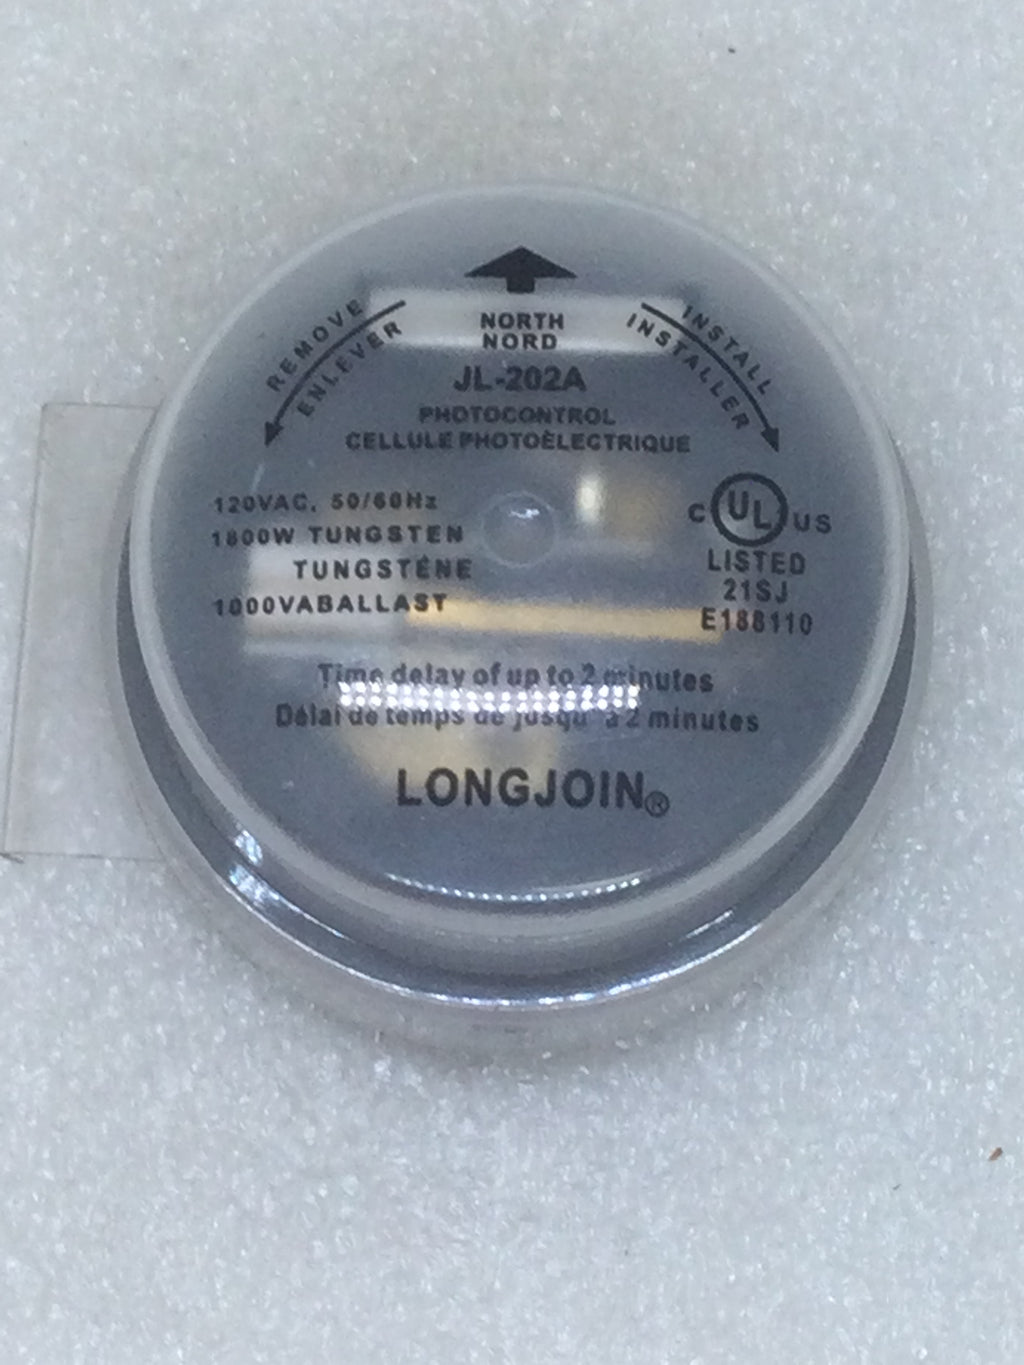 REMOVE
ENLEVER
NORTH
NORD
INSTALL
INSTALLER
JL-202A
PHOTOCONTROL
CELLULE PHOTOÈLECTRIQUE
120VAC, 50/60Hz
1800W TUNGSTEN
TUNGSTÉNE
1000VABALLAST
C UL US
LISTED
21SJ
E188110
Time delay of up to 2 minutes
Délai de temps de jusqu' à 2 minutes
LONGJOIN®